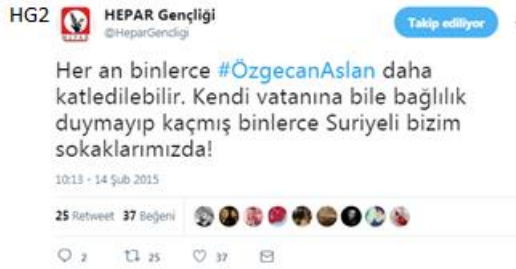 HG2
HEPAR Gençliği
@HeparGencligi
Takip ediliyor
Her an binlerce #ÖzgecanAslan daha
katledilebilir. Kendi vatanına bile bağlılık
duymayıp kaçmış binlerce Suriyeli bizim
sokaklarımızda!
10:13 - 14 Şub 2015
25 Retweet 37 Beğeni
2 25 37